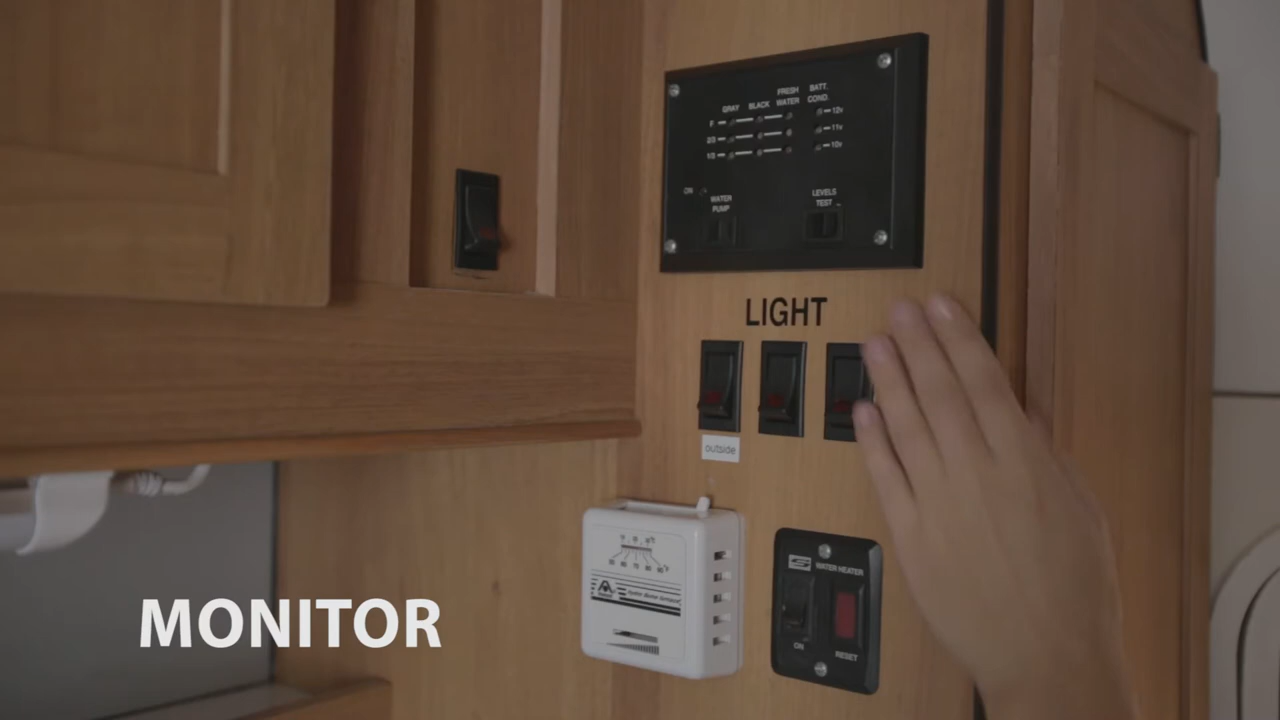 GRAY BLACK FRESH WATER BATT. COND.
F 12v
2/3 11v
1/3 10v
ON
WATER PUMP
LEVELS TEST
LIGHT
outside
WATER HEATER
ON
RESET
MONITOR